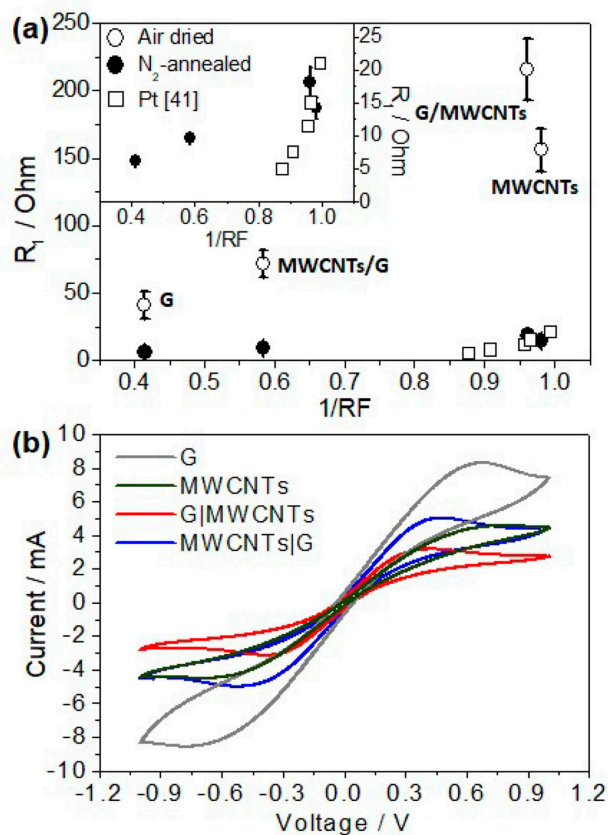 (a)
Air dried
N2-annealed
Pt [41]
250
200
150
100
50
0
R1 / Ohm
25
20
15
10
5
0
R1 / Ohm
0.4 0.6 0.8 1.0
1/RF
G/MWCNTs
MWCNTs
MWCNTs/G
G
0.4 0.5 0.6 0.7 0.8 0.9 1.0
1/RF
(b)
10
8
6
4
2
0
-2
-4
-6
-8
-10
Current / mA
G
MWCNTs
G|MWCNTs
MWCNTs|G
-1.2 -0.9 -0.6 -0.3 0.0 0.3 0.6 0.9 1.2
Voltage / V